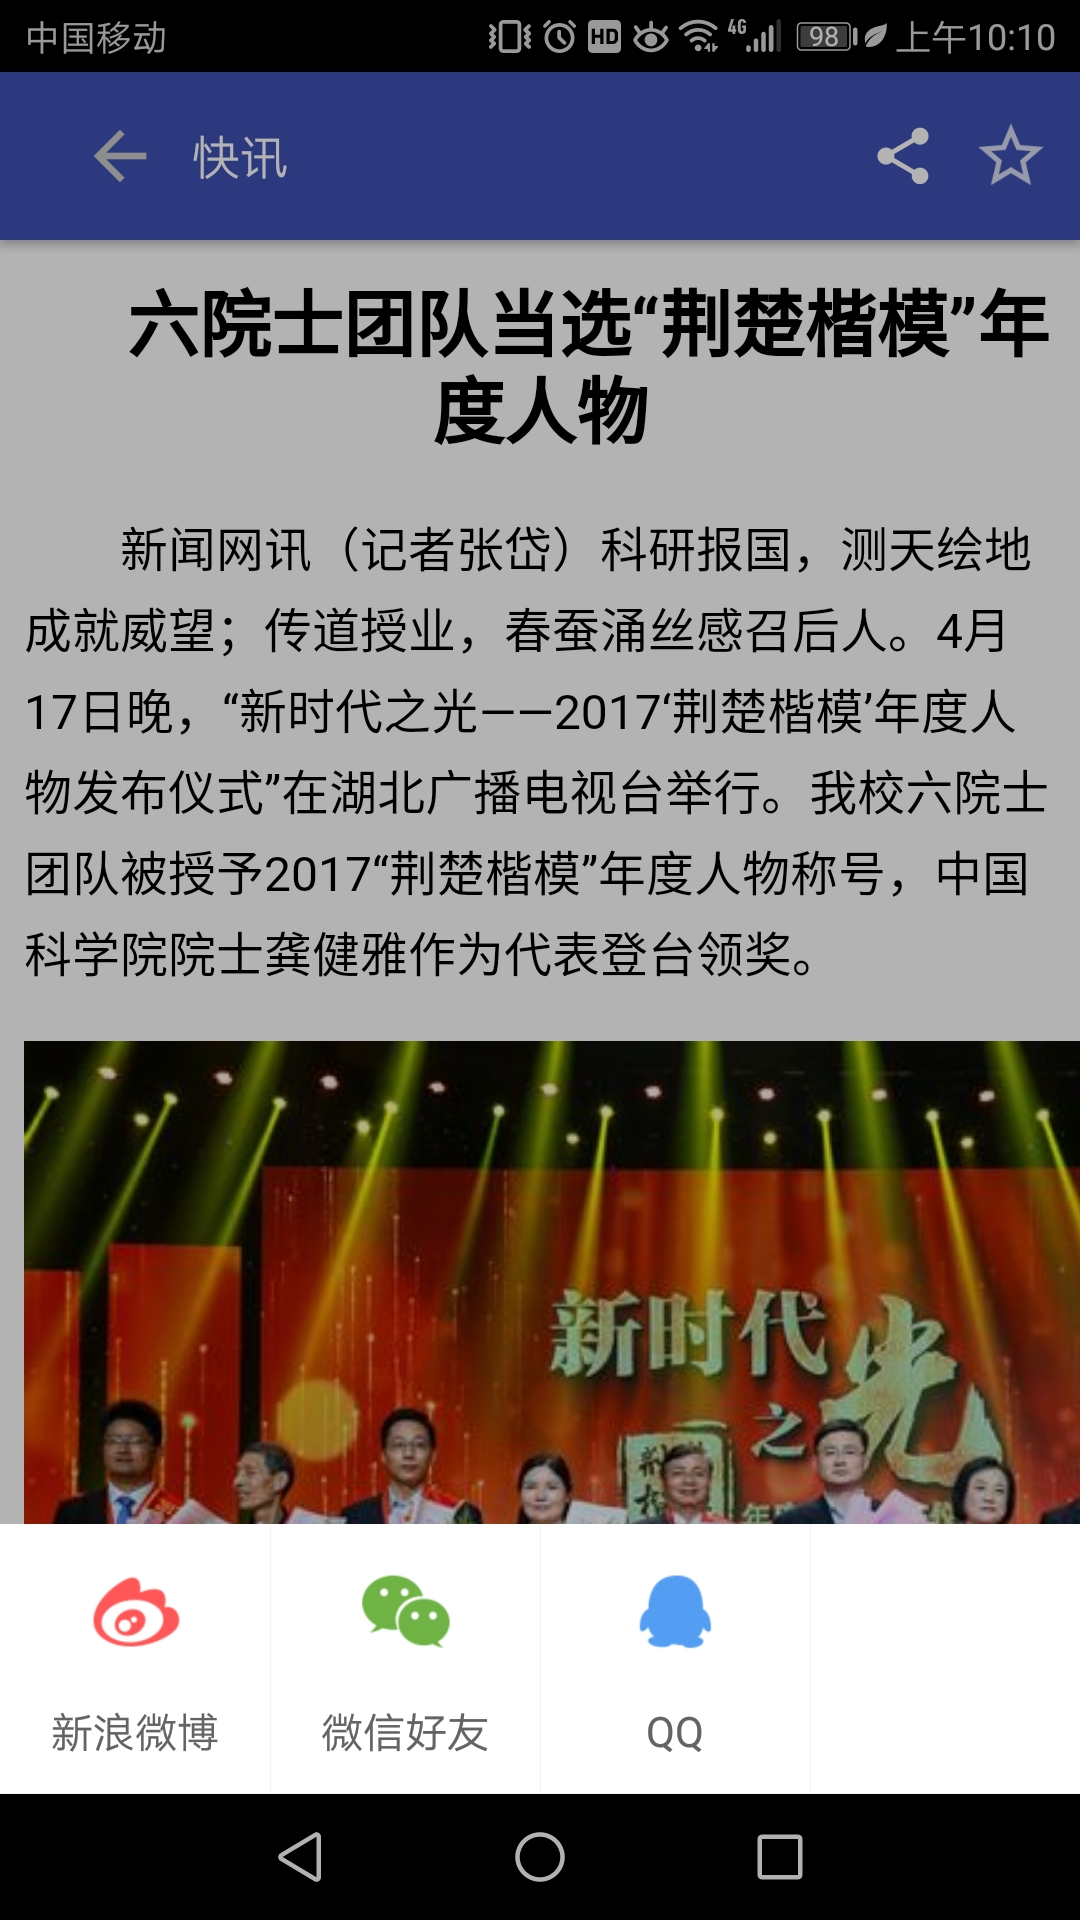 中国移动 HD 4G 98 上午10:10
快讯
六院士团队当选“荆楚楷模”年
度人物
新闻网讯（记者张岱）科研报国，测天绘地
成就威望；传道授业，春蚕涌丝感召后人。4月
17日晚，“新时代之光——2017‘荆楚楷模’年度人
物发布仪式”在湖北广播电视台举行。我校六院士
团队被授予2017“荆楚楷模”年度人物称号，中国
科学院院士龚健雅作为代表登台领奖。
新时代
之光
新浪微博
微信好友
QQ